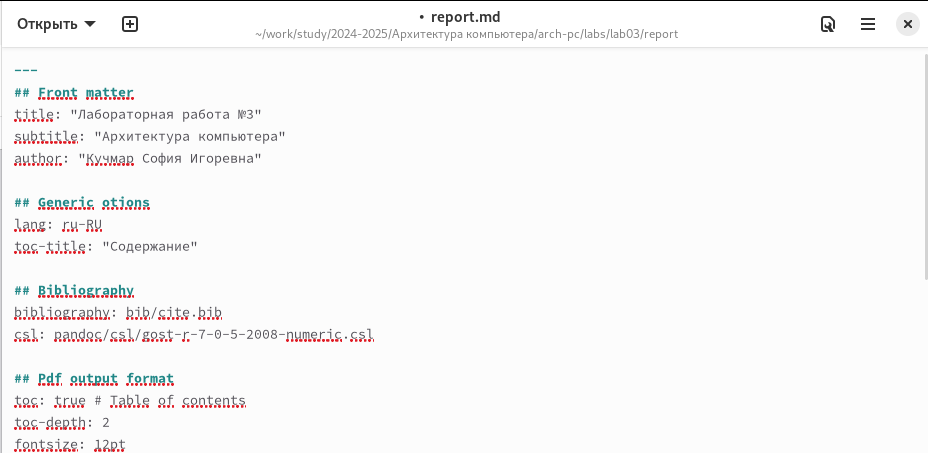 Открыть
• report.md
~/work/study/2024-2025/Архитектура компьютера/arch-pc/labs/lab03/report
---
## Front matter
title: "Лабораторная работа №3"
subtitle: "Архитектура компьютера"
author: "Кучмар София Игоревна"
## Generic otions
lang: ru-RU
toc-title: "Содержание"
## Bibliography
bibliography: bib/cite.bib
csl: pandoc/csl/gost-r-7-0-5-2008-numeric.csl
## Pdf output format
toc: true # Table of contents
toc-depth: 2
fontsize: 12pt